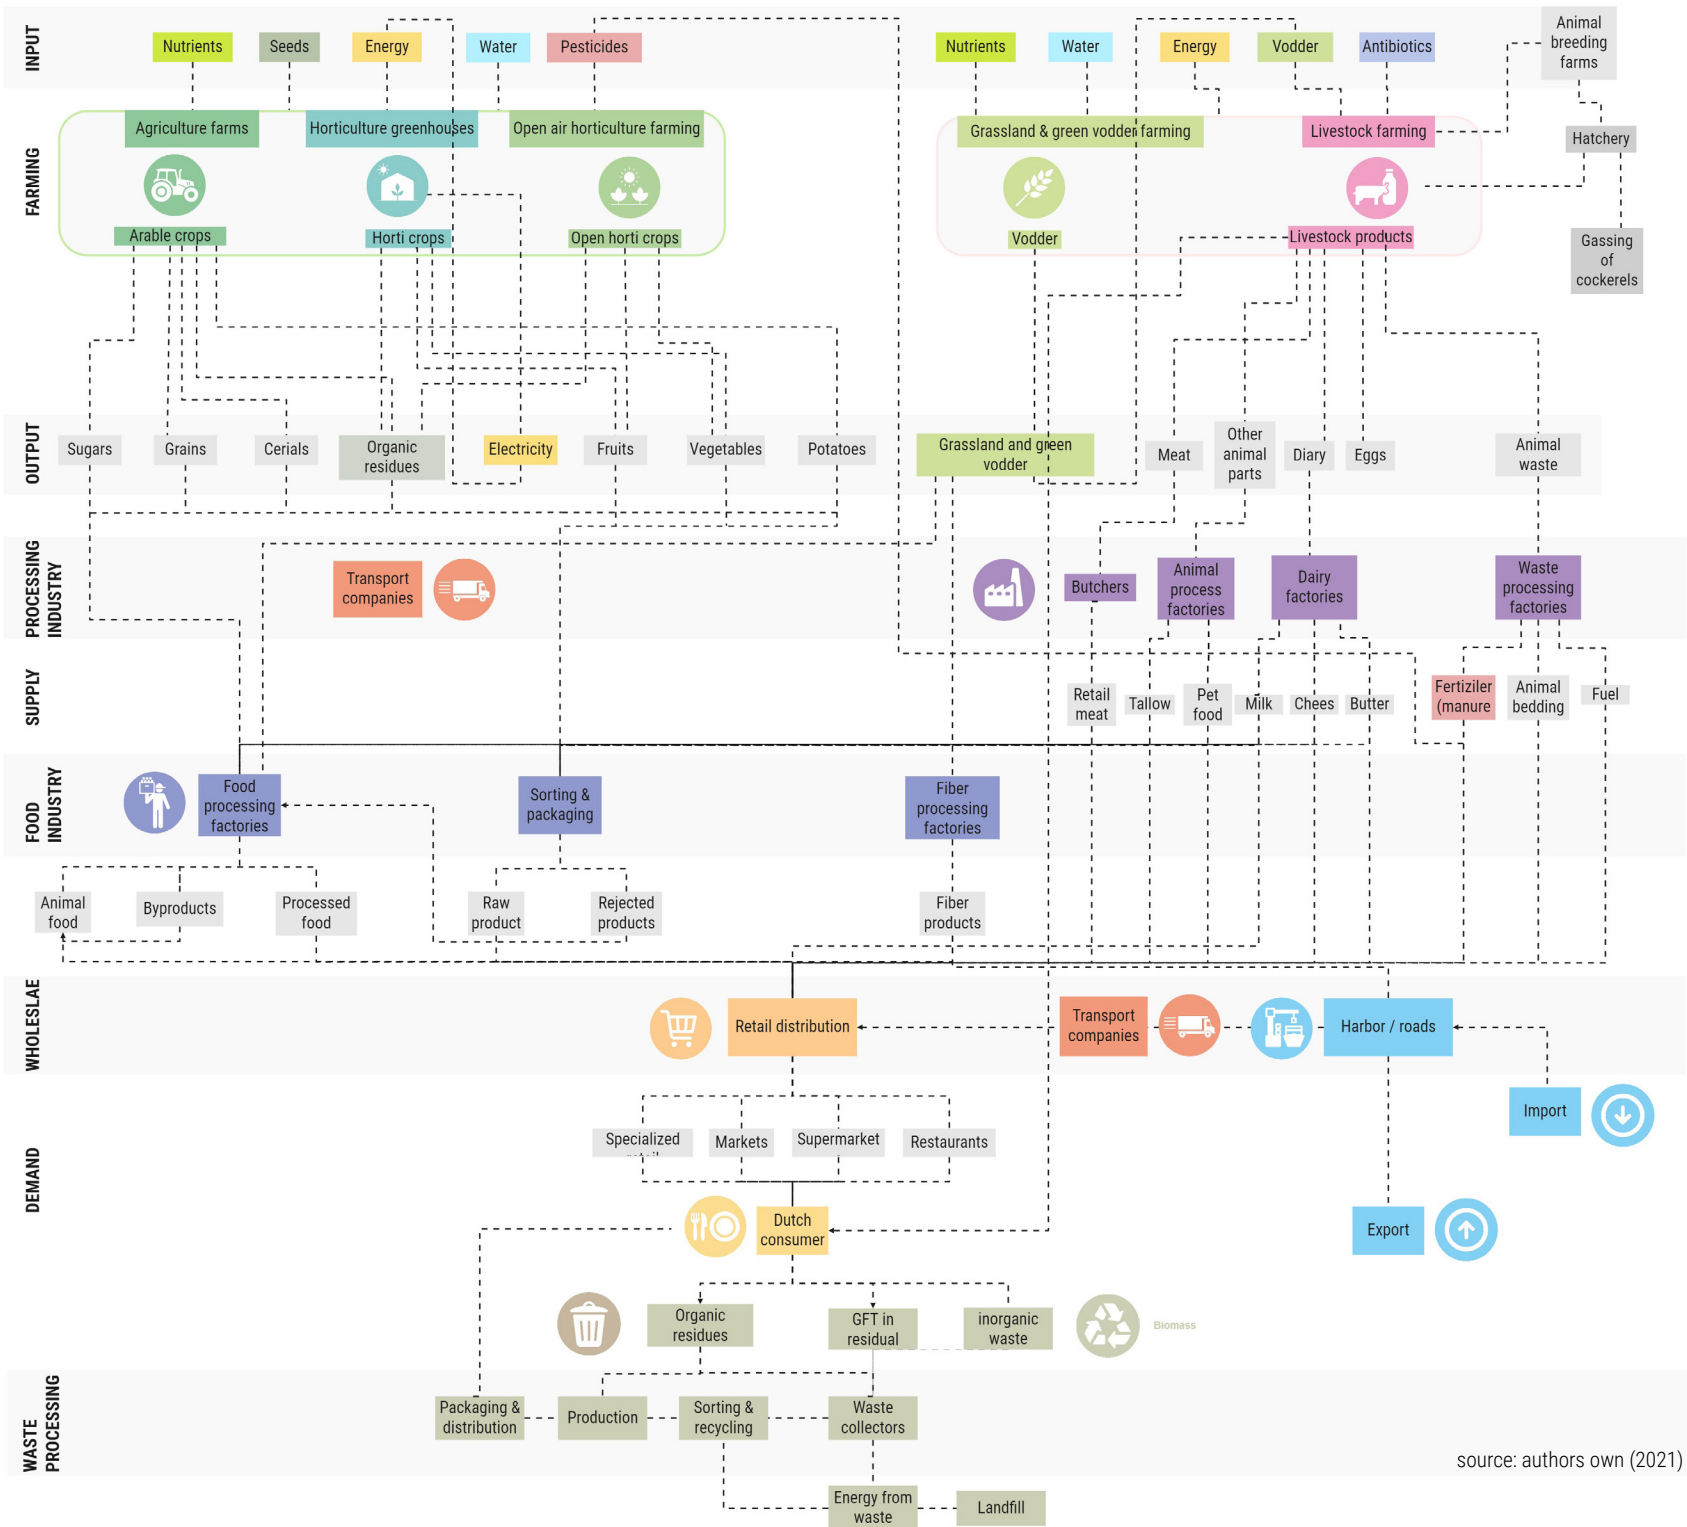 INPUT
Nutrients
Seeds
Energy
Water
Pesticides
Nutrients
Water
Energy
Vodder
Antibiotics
Animal
breeding
farms
Hatchery
Gassing
of
cockerels
FARMING
Agriculture farms
Horticulture greenhouses
Open air horticulture farming
Grassland & green vodder farming
Livestock farming
Arable crops
Horti crops
Open horti crops
Vodder
Livestock products
OUTPUT
Sugars
Grains
Cerials
Organic
residues
Electricity
Fruits
Vegetables
Potatoes
Grassland and green
vodder
Meat
Other
animal
parts
Diary
Eggs
Animal
waste
PROCESSING
INDUSTRY
Transport
companies
Butchers
Animal
process
factories
Dairy
factories
Waste
processing
factories
SUPPLY
Retail
meat
Tallow
Pet
food
Milk
Chees
Butter
Fertiziler
(manure
Animal
bedding
Fuel
FOOD
INDUSTRY
Food
processing
factories
Sorting &
packaging
Fiber
processing
factories
Animal
food
Byproducts
Processed
food
Raw
product
Rejected
products
Fiber
products
WHOLESLAE
Retail distribution
Transport
companies
Harbor / roads
Import
DEMAND
Specialized
Markets
Supermarket
Restaurants
Dutch
consumer
Export
Organic
residues
GFT in
residual
inorganic
waste
Biomass
WASTE
PROCESSING
Packaging &
distribution
Production
Sorting &
recycling
Waste
collectors
Energy from
waste
Landfill
source: authors own (2021)